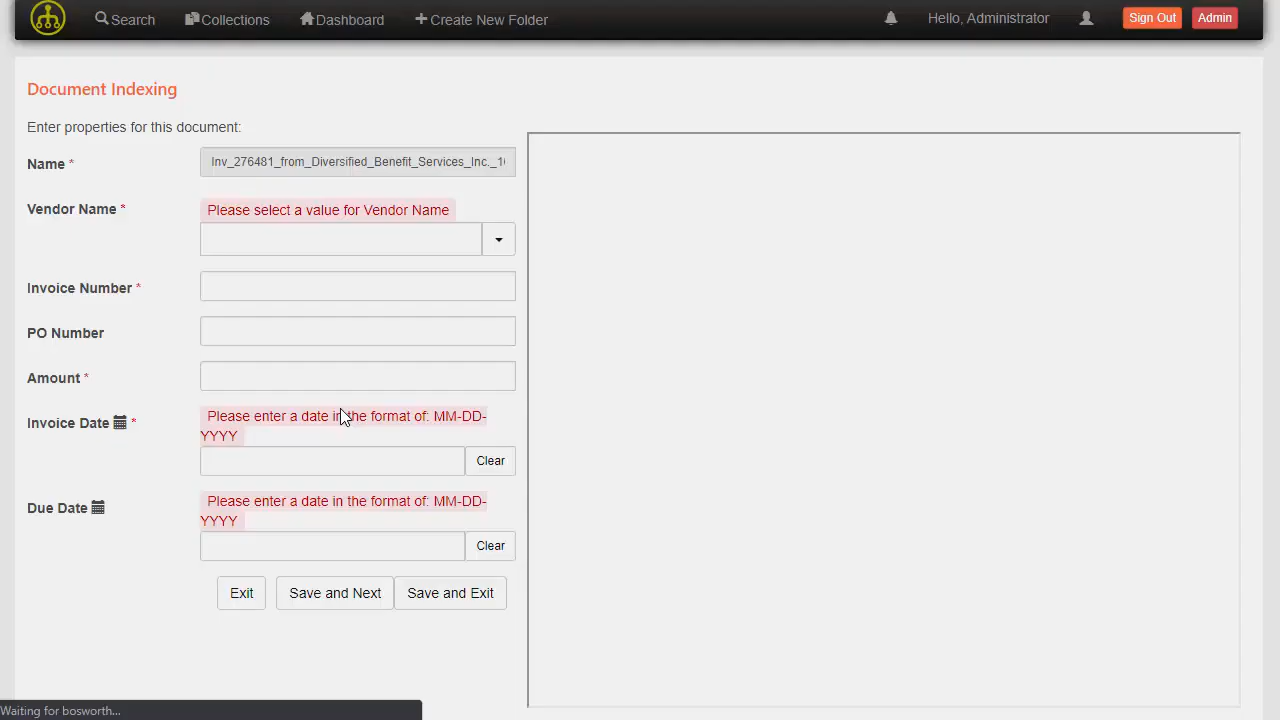 Search Collections Dashboard Create New Folder Hello, Administrator Sign Out Admin
Document Indexing
Enter properties for this document:
Name * Inv_276481_from_Diversified_Benefit_Services_Inc._1
Vendor Name * Please select a value for Vendor Name
Invoice Number *
PO Number
Amount *
Invoice Date * Please enter a date in the format of: MM-DD-
YYYY
Clear
Due Date Please enter a date in the format of: MM-DD-
YYYY
Clear
Exit Save and Next Save and Exit
Waiting for bosworth...